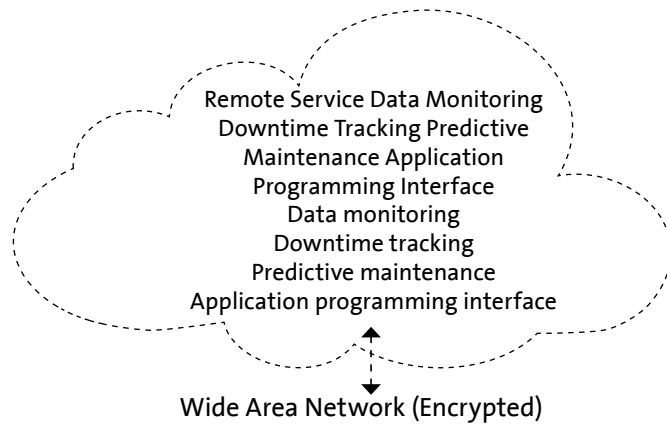 Remote Service Data Monitoring
Downtime Tracking Predictive
Maintenance Application
Programming Interface
Data monitoring
Downtime tracking
Predictive maintenance
Application programming interface
Wide Area Network (Encrypted)